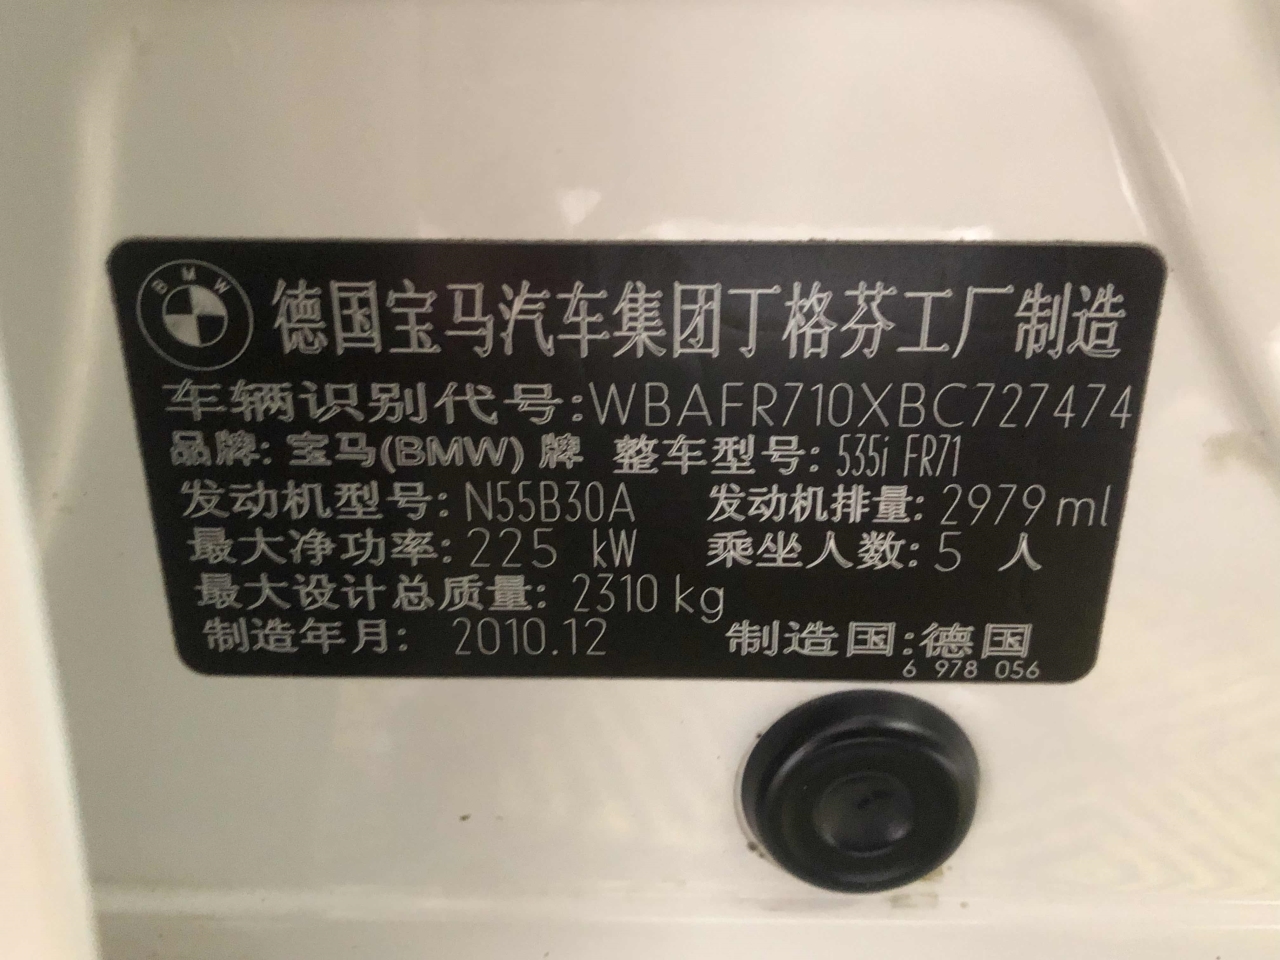 BMW 德国宝马汽车集团丁格芬工厂制造
车辆识别代号:WBAFR710XBC727474
品牌: 宝马(BMW) 牌 整车型号: 535i FR71
发动机型号: N55B30A 发动机排量: 2979 ml
最大净功率: 225 kW 乘坐人数: 5 人
最大设计总质量: 2310 kg
制造年月: 2010.12 制造国:德国
6 978 056